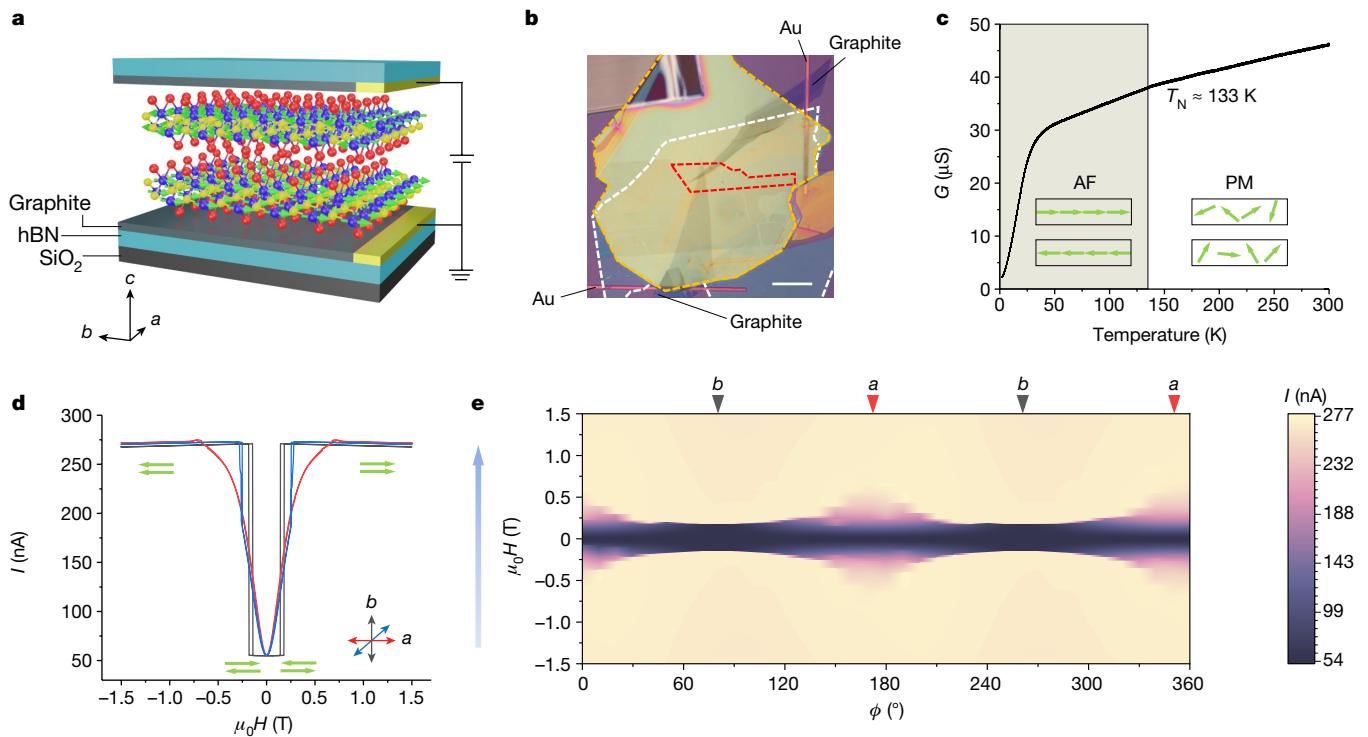 a
Graphite
hBN
SiO₂
c
b
a
b
Au
Graphite
Au
Graphite
c
G (μS)
50
40
30
20
10
0
T_N ≈ 133 K
AF
PM
0
50
100
150
200
250
300
Temperature (K)
d
I (nA)
300
250
200
150
100
50
b
a
−1.5
−1.0
−0.5
0
0.5
1.0
1.5
μ₀H (T)
e
b
a
b
a
μ₀H (T)
1.5
1.0
0.5
0
−0.5
−1.0
−1.5
0
60
120
180
240
300
360
ϕ (°)
I (nA)
277
232
188
143
99
54